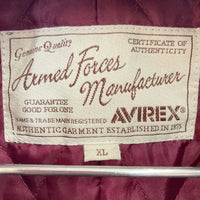 Genuine Quality
CERTIFICATE OF
AUTHENTICITY
Armed Forces
Manufacturer
GUARANTEE
GOOD FOR ONE
AVIREX®
NAME & TRADE MARK REGISTERED
AUTHENTIC GARMENT ESTABLISHED IN 1975
XL